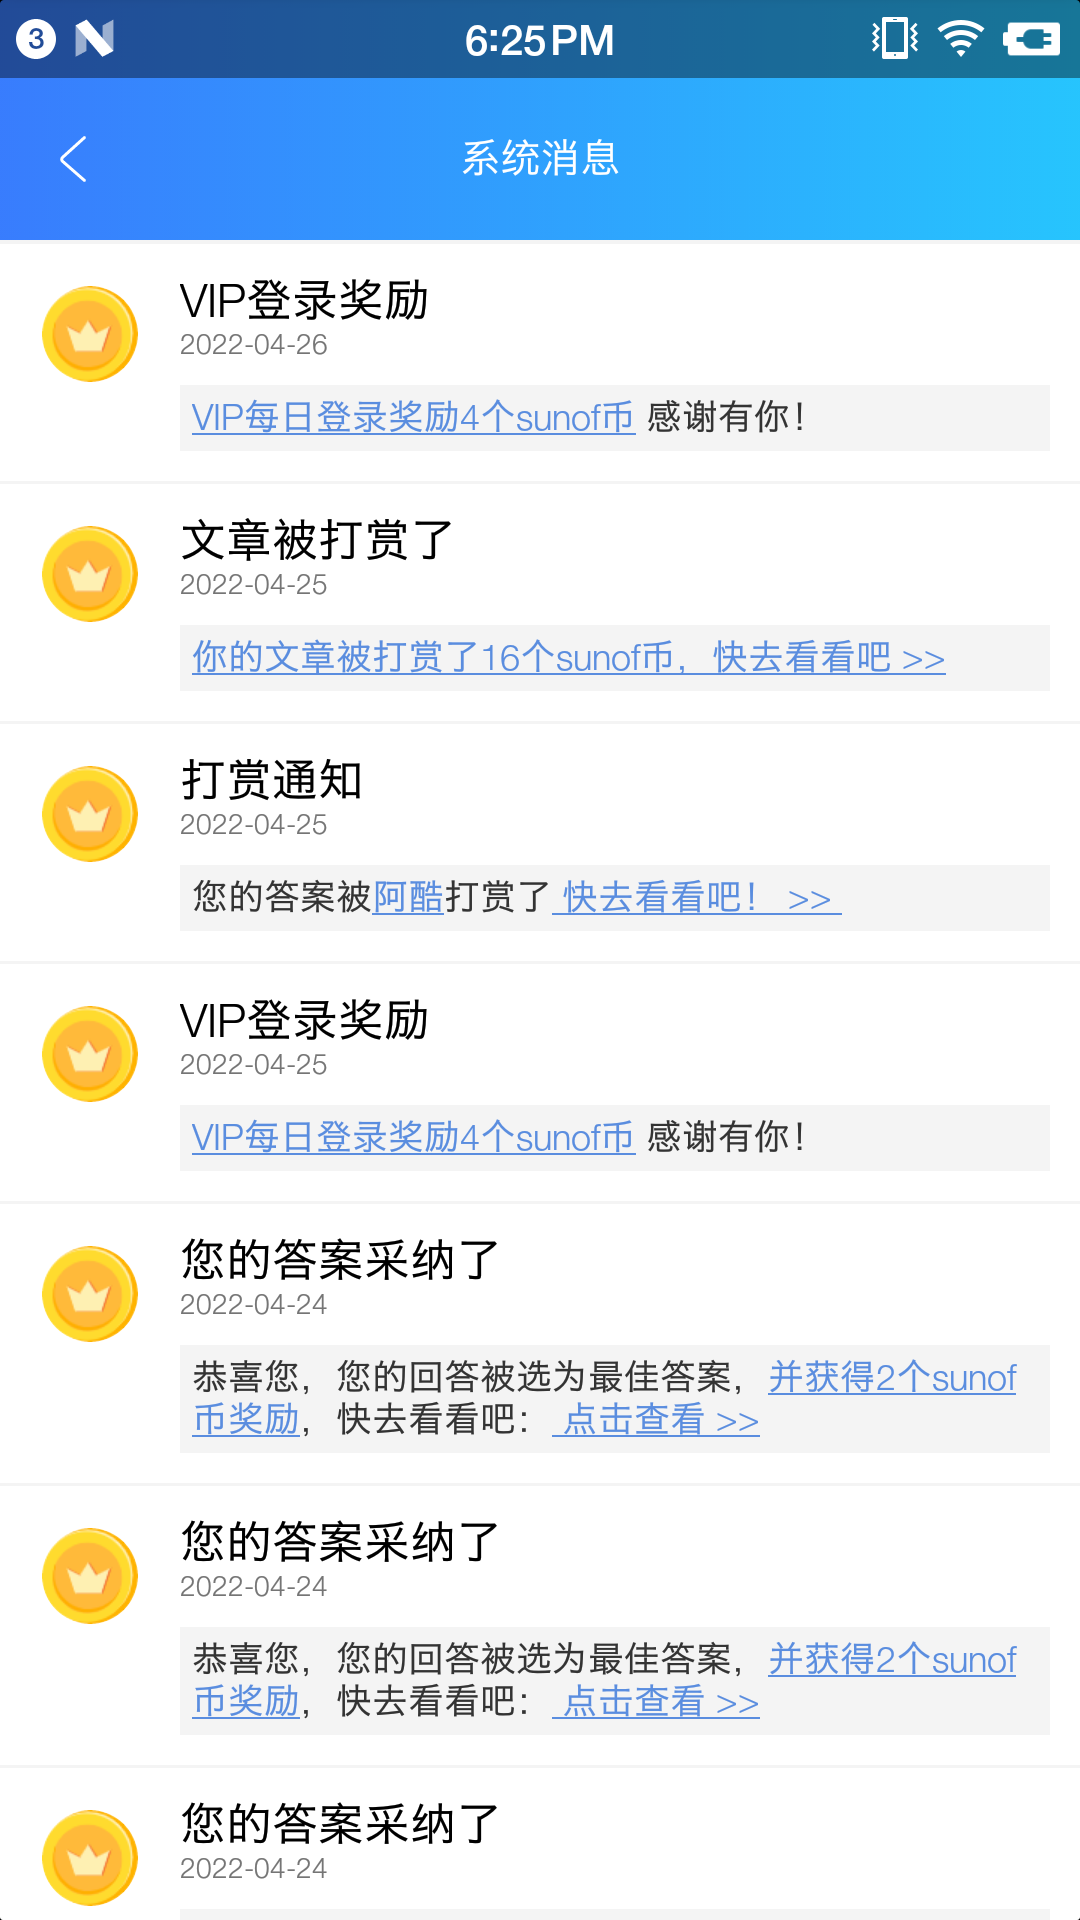 3
6:25PM
系统消息
VIP登录奖励
2022-04-26
VIP每日登录奖励4个sunof币 感谢有你！
文章被打赏了
2022-04-25
你的文章被打赏了16个sunof币，快去看看吧 >>
打赏通知
2022-04-25
您的答案被阿酷打赏了 快去看看吧！ >>
VIP登录奖励
2022-04-25
VIP每日登录奖励4个sunof币 感谢有你！
您的答案采纳了
2022-04-24
恭喜您，您的回答被选为最佳答案，并获得2个sunof
币奖励，快去看看吧： 点击查看 >>
您的答案采纳了
2022-04-24
恭喜您，您的回答被选为最佳答案，并获得2个sunof
币奖励，快去看看吧： 点击查看 >>
您的答案采纳了
2022-04-24